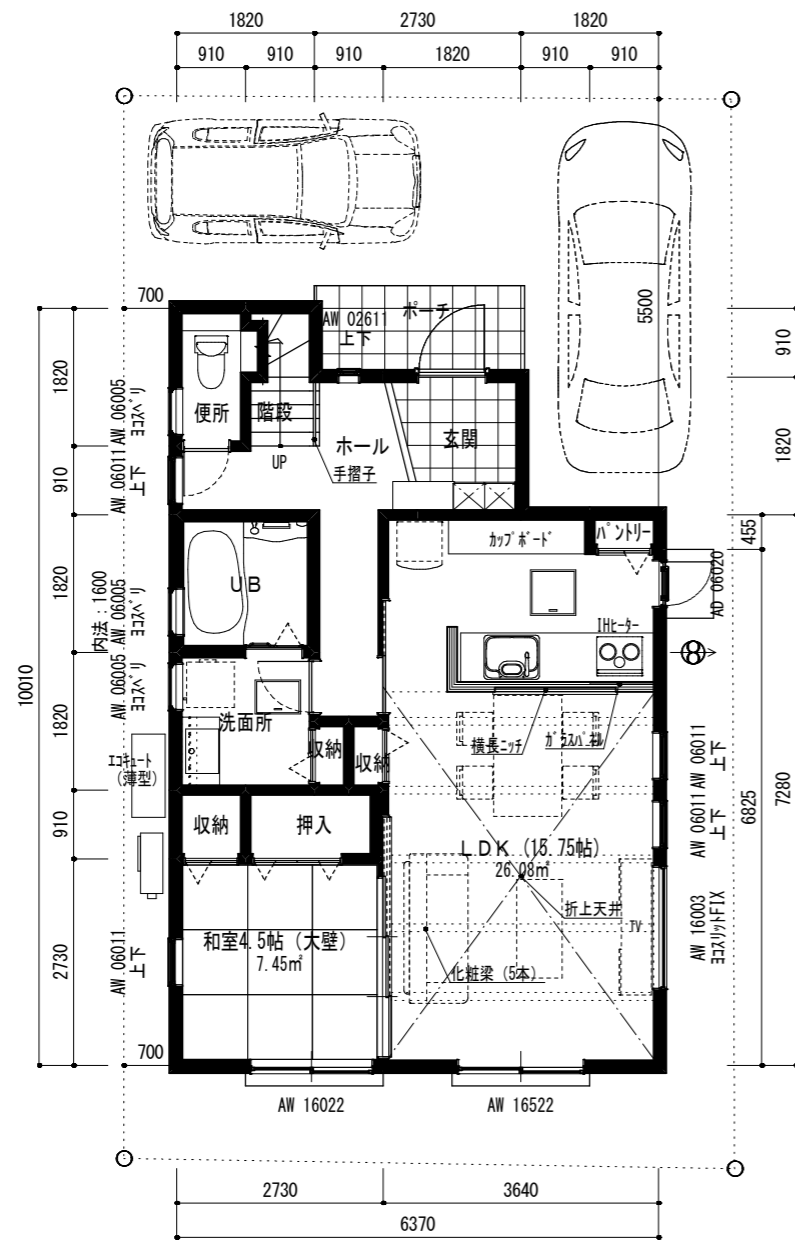 1820
2730
1820
910
910
910
1820
910
910
5500
700
ポーチ
AW 02611
上下
910
1820
AW 06005
ヨコスベリ
便所
階段
ホール
玄関
1820
910
AW 06011
上下
UP
手摺子
カップボード
パントリー
455
1820
内法：1600
AW 06005
ヨコスベリ
UB
AD 06020
IHヒーター
10010
AW 06005
ヨコスベリ
洗面所
1820
収納
収納
横長ニッチ
ガラスパネル
AW 06011
上下
エコキュート
(薄型)
7280
6825
910
収納
押入
LDK (15.75帖)
26.08㎡
AW 06011
上下
折上天井
TV
AW 16003
ヨコスリットFIX
和室4.5帖 (大壁)
7.45㎡
化粧梁 (5本)
2730
AW 06011
上下
700
AW 16022
AW 16522
2730
3640
6370